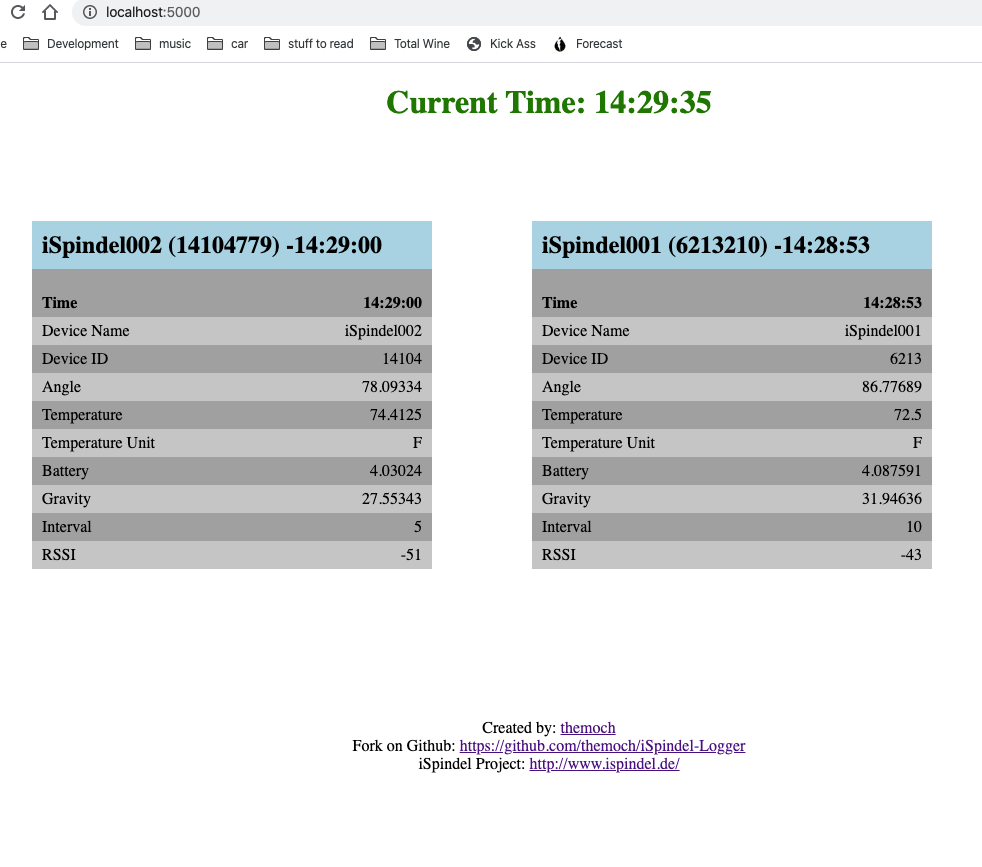 localhost:5000
e Development music car stuff to read Total Wine Kick Ass Forecast
Current Time: 14:29:35
iSpindel002 (14104779) -14:29:00
Time 14:29:00
Device Name iSpindel002
Device ID 14104
Angle 78.09334
Temperature 74.4125
Temperature Unit F
Battery 4.03024
Gravity 27.55343
Interval 5
RSSI -51
iSpindel001 (6213210) -14:28:53
Time 14:28:53
Device Name iSpindel001
Device ID 6213
Angle 86.77689
Temperature 72.5
Temperature Unit F
Battery 4.087591
Gravity 31.94636
Interval 10
RSSI -43
Created by: themoch
Fork on Github: https://github.com/themoch/iSpindel-Logger
iSpindel Project: http://www.ispindel.de/